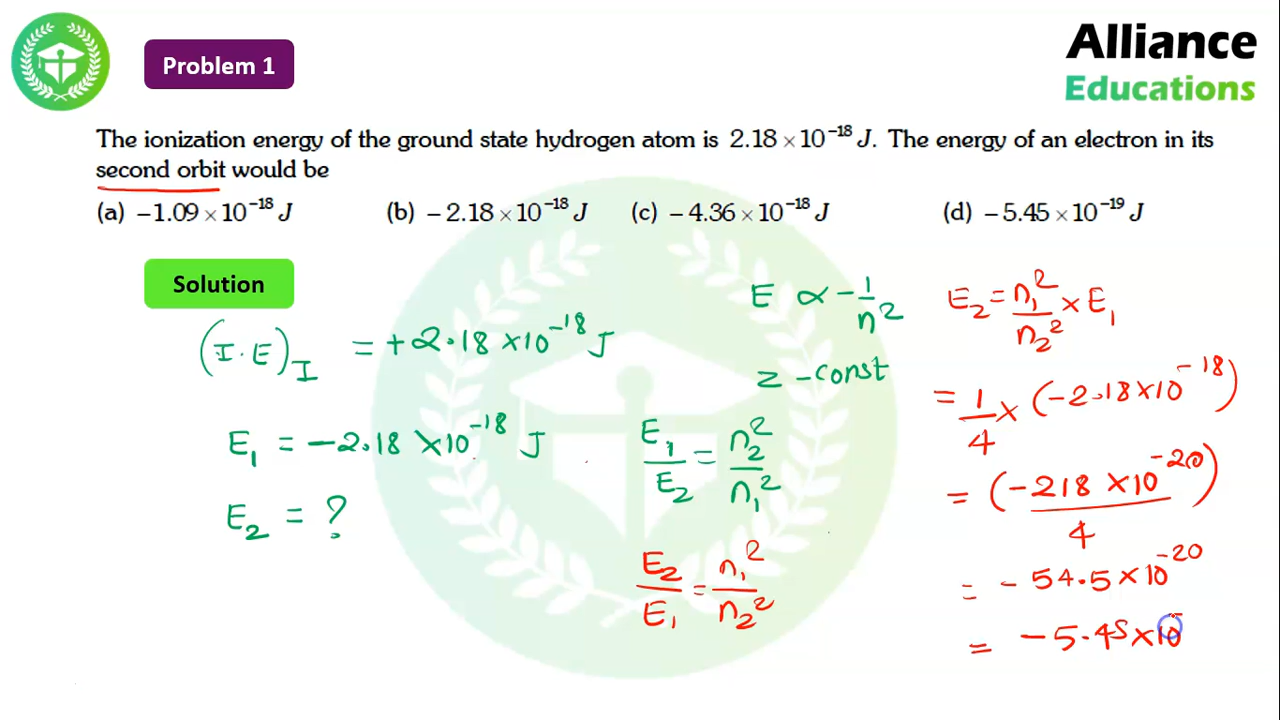 Problem 1
Alliance
Educations
The ionization energy of the ground state hydrogen atom is 2.18 × 10⁻¹⁸ J. The energy of an electron in its
second orbit would be
(a) −1.09 × 10⁻¹⁸ J (b) − 2.18 × 10⁻¹⁸ J (c) − 4.36 × 10⁻¹⁸ J (d) − 5.45 × 10⁻¹⁹ J
Solution
(I.E)_I = +2.18 × 10⁻¹⁸ J
E₁ = −2.18 × 10⁻¹⁸ J
E₂ = ?
E ∝ − 1/n²
z − const
E₁/E₂ = n₂²/n₁²
E₂/E₁ = n₁²/n₂²
E₂ = n₁²/n₂² × E₁
= 1/4 × (−2.18 × 10⁻¹⁸)
= (−218 × 10⁻²⁰)/4
= − 54.5 × 10⁻²⁰
= − 5.45 × 10⁻